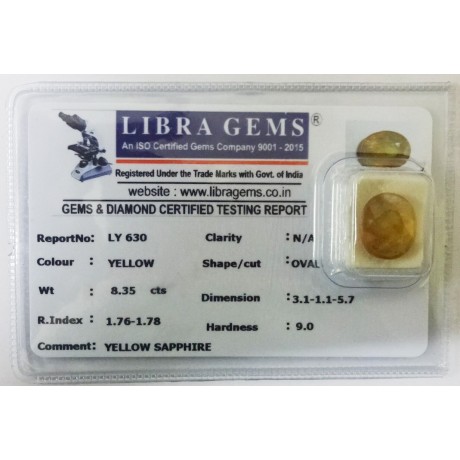 LIBRA GEMS ®
An ISO Certified Gems Company 9001 - 2015
Registered Under the Trade Marks with Govt. of India
website : www.libragems.co.in
GEMS & DIAMOND CERTIFIED TESTING REPORT
ReportNo: LY 630 Clarity : N/A
Colour : YELLOW Shape/cut : OVAL
Wt : 8.35 cts Dimension : 3.1-1.1-5.7
R.Index : 1.76-1.78 Hardness : 9.0
Comment: YELLOW SAPPHIRE